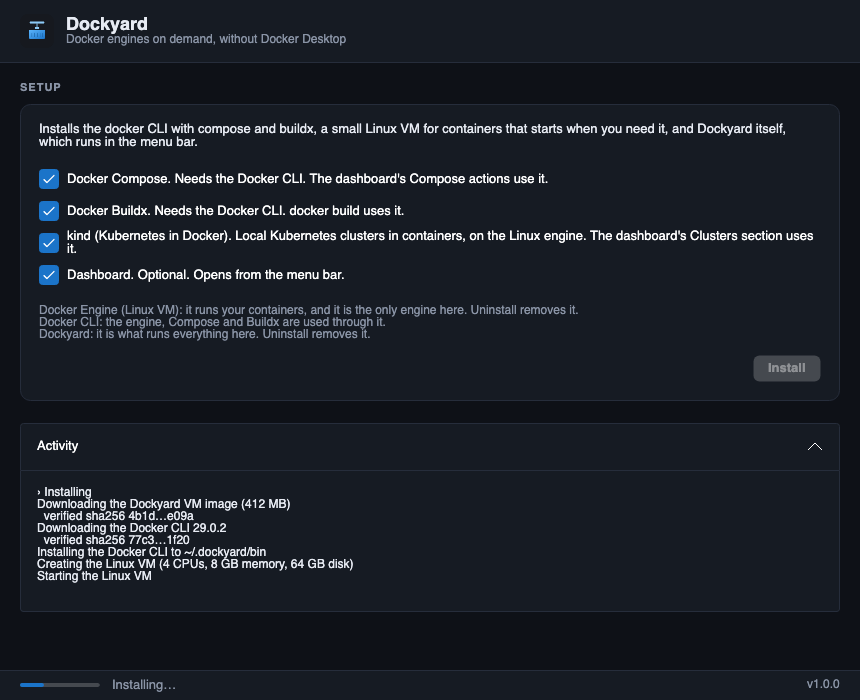 Dockyard
Docker engines on demand, without Docker Desktop
SETUP
Installs the docker CLI with compose and buildx, a small Linux VM for containers that starts when you need it, and Dockyard itself,
which runs in the menu bar.
Docker Compose. Needs the Docker CLI. The dashboard's Compose actions use it.
Docker Buildx. Needs the Docker CLI. docker build uses it.
kind (Kubernetes in Docker). Local Kubernetes clusters in containers, on the Linux engine. The dashboard's Clusters section uses
it.
Dashboard. Optional. Opens from the menu bar.
Docker Engine (Linux VM): it runs your containers, and it is the only engine here. Uninstall removes it.
Docker CLI: the engine, Compose and Buildx are used through it.
Dockyard: it is what runs everything here. Uninstall removes it.
Install
Activity
› Installing
Downloading the Dockyard VM image (412 MB)
verified sha256 4b1d…e09a
Downloading the Docker CLI 29.0.2
verified sha256 77c3…1f20
Installing the Docker CLI to ~/.dockyard/bin
Creating the Linux VM (4 CPUs, 8 GB memory, 64 GB disk)
Starting the Linux VM
Installing…
v1.0.0